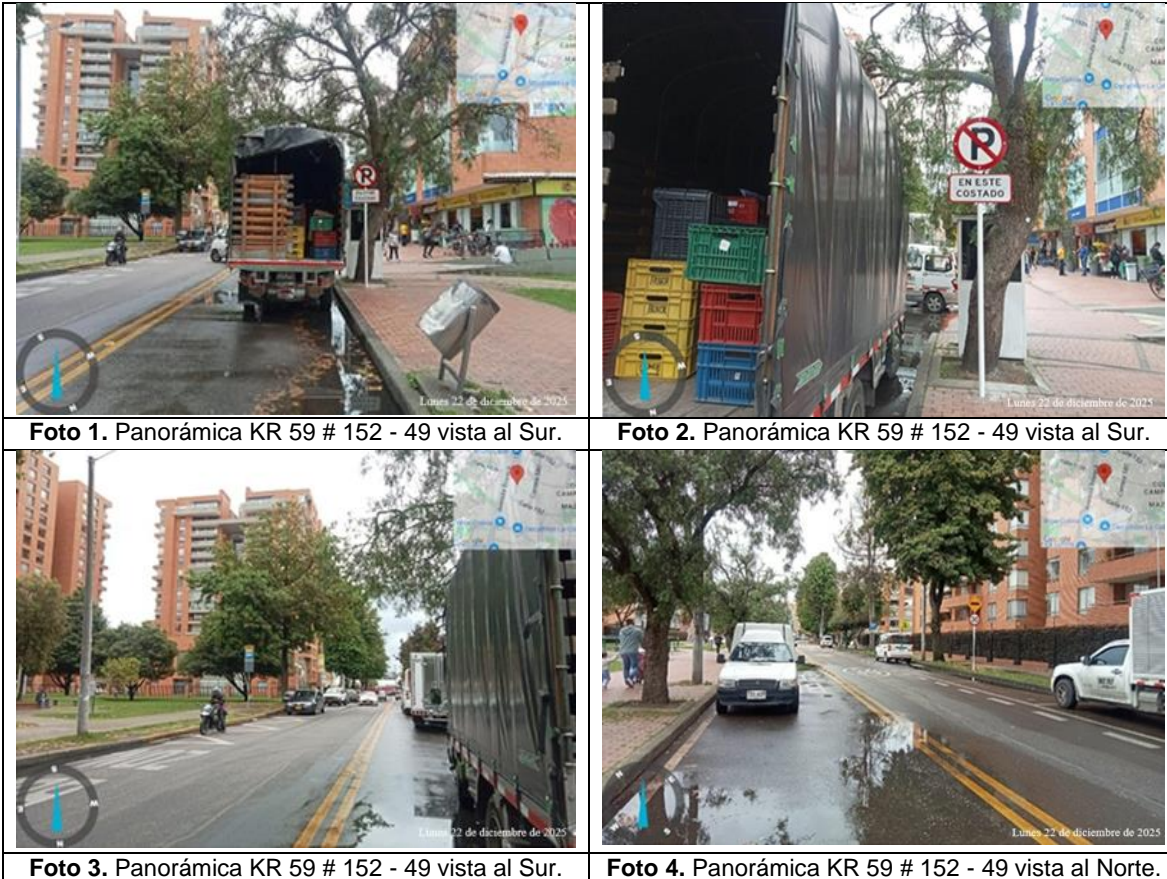 Lunes 22 de diciembre de 2025
P
EN ESTE
COSTADO
Lunes 22 de diciembre de 2025
Foto 1. Panorámica KR 59 # 152 - 49 vista al Sur.
Foto 2. Panorámica KR 59 # 152 - 49 vista al Sur.
Lunes 22 de diciembre de 2025
Lunes 22 de diciembre de 2025
Foto 3. Panorámica KR 59 # 152 - 49 vista al Sur.
Foto 4. Panorámica KR 59 # 152 - 49 vista al Norte.